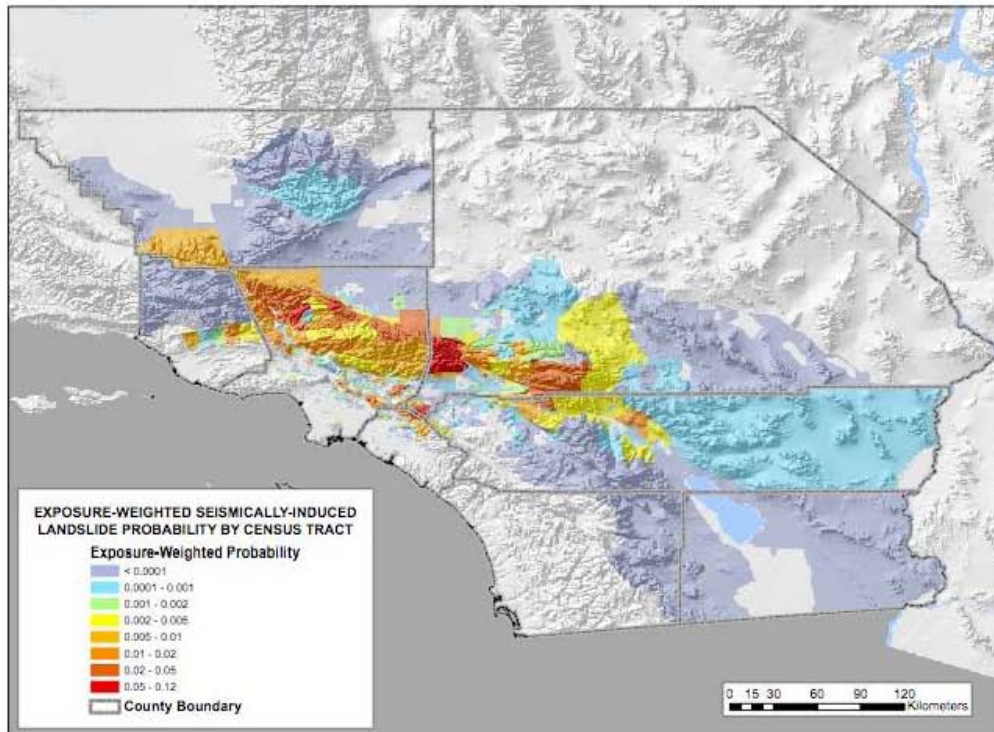 EXPOSURE-WEIGHTED SEISMICALLY-INDUCED
LANDSLIDE PROBABILITY BY CENSUS TRACT
Exposure-Weighted Probability
< 0.0001
0.0001 - 0.001
0.001 - 0.002
0.002 - 0.005
0.005 - 0.01
0.01 - 0.02
0.02 - 0.05
0.05 - 0.12
County Boundary
0 15 30 60 90 120
Kilometers